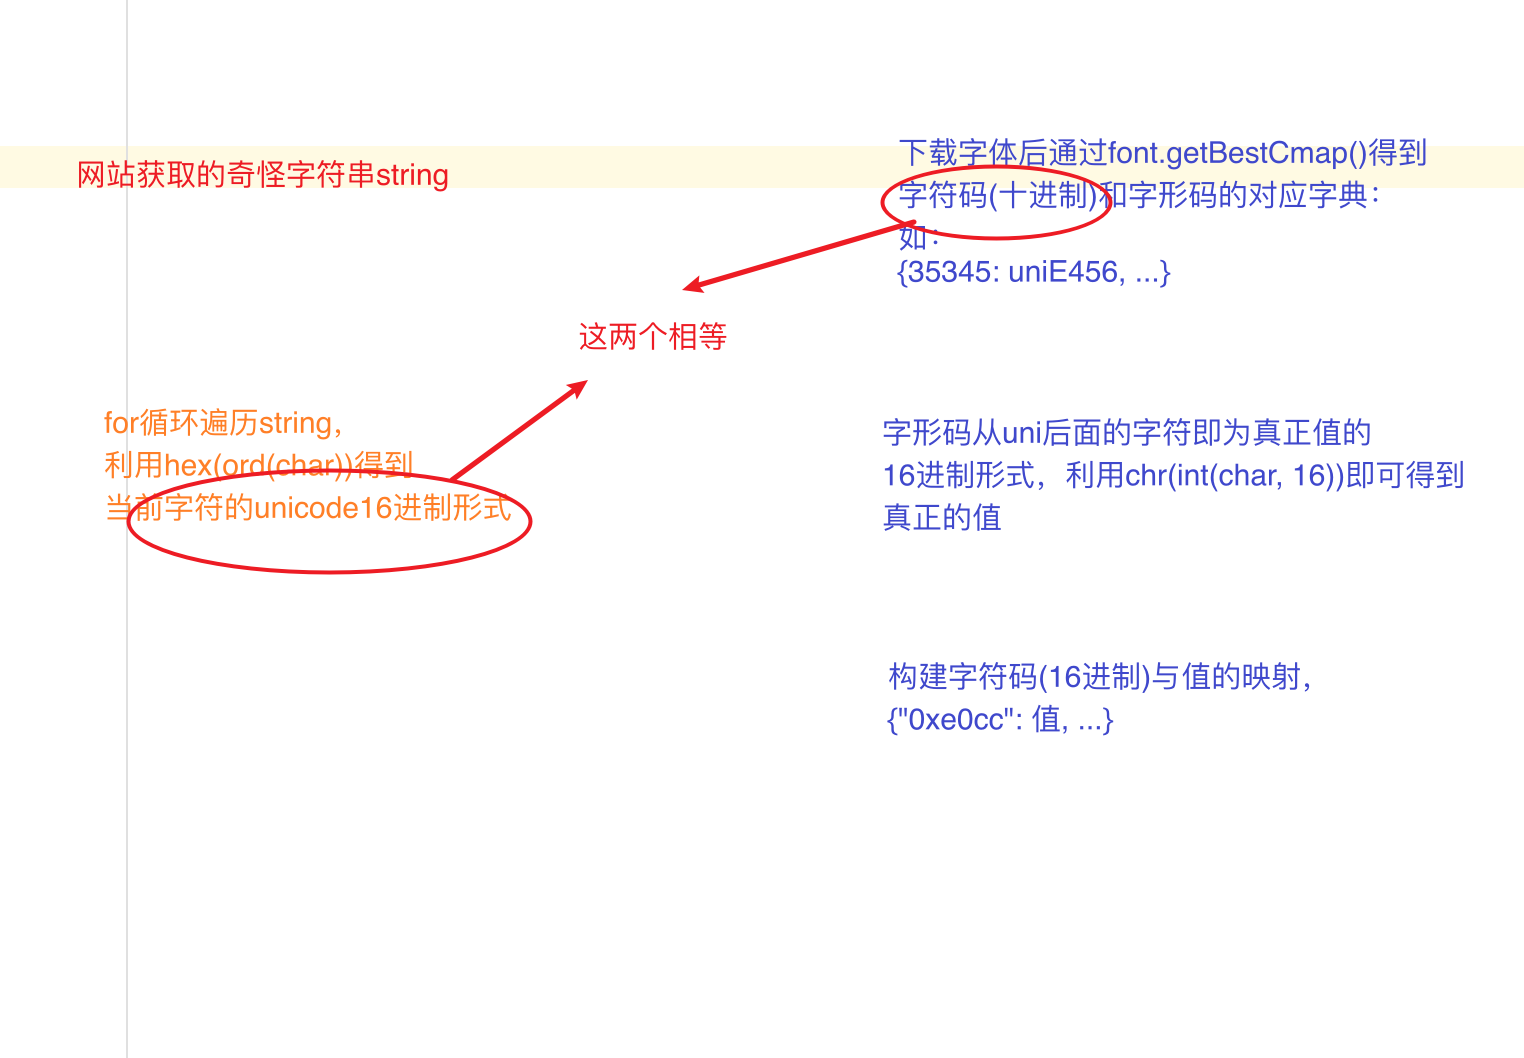 网站获取的奇怪字符串string
下载字体后通过font.getBestCmap()得到
字符码(十进制)和字形码的对应字典：
如：
{35345: uniE456, ...}
这两个相等
for循环遍历string，
利用hex(ord(char))得到
当前字符的unicode16进制形式
字形码从uni后面的字符即为真正值的
16进制形式，利用chr(int(char, 16))即可得到
真正的值
构建字符码(16进制)与值的映射，
{"0xe0cc": 值, ...}